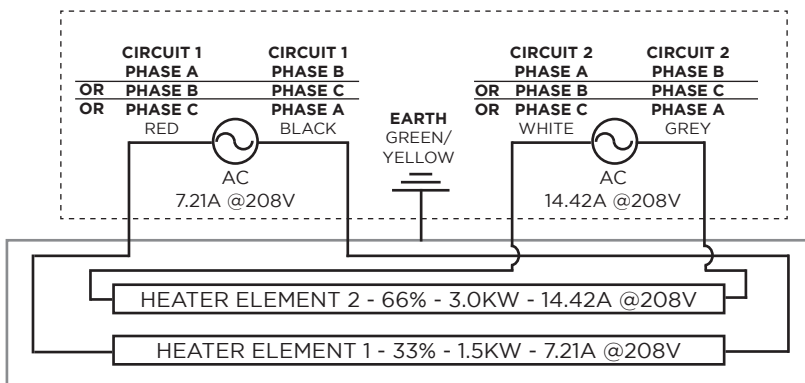 CIRCUIT 1 CIRCUIT 1 CIRCUIT 2 CIRCUIT 2
PHASE A PHASE B PHASE A PHASE B
OR PHASE B PHASE C OR PHASE B PHASE C
OR PHASE C PHASE A OR PHASE C PHASE A
RED BLACK WHITE GREY
EARTH
GREEN/
YELLOW
AC
7.21A @208V
AC
14.42A @208V
HEATER ELEMENT 2 - 66% - 3.0KW - 14.42A @208V
HEATER ELEMENT 1 - 33% - 1.5KW - 7.21A @208V